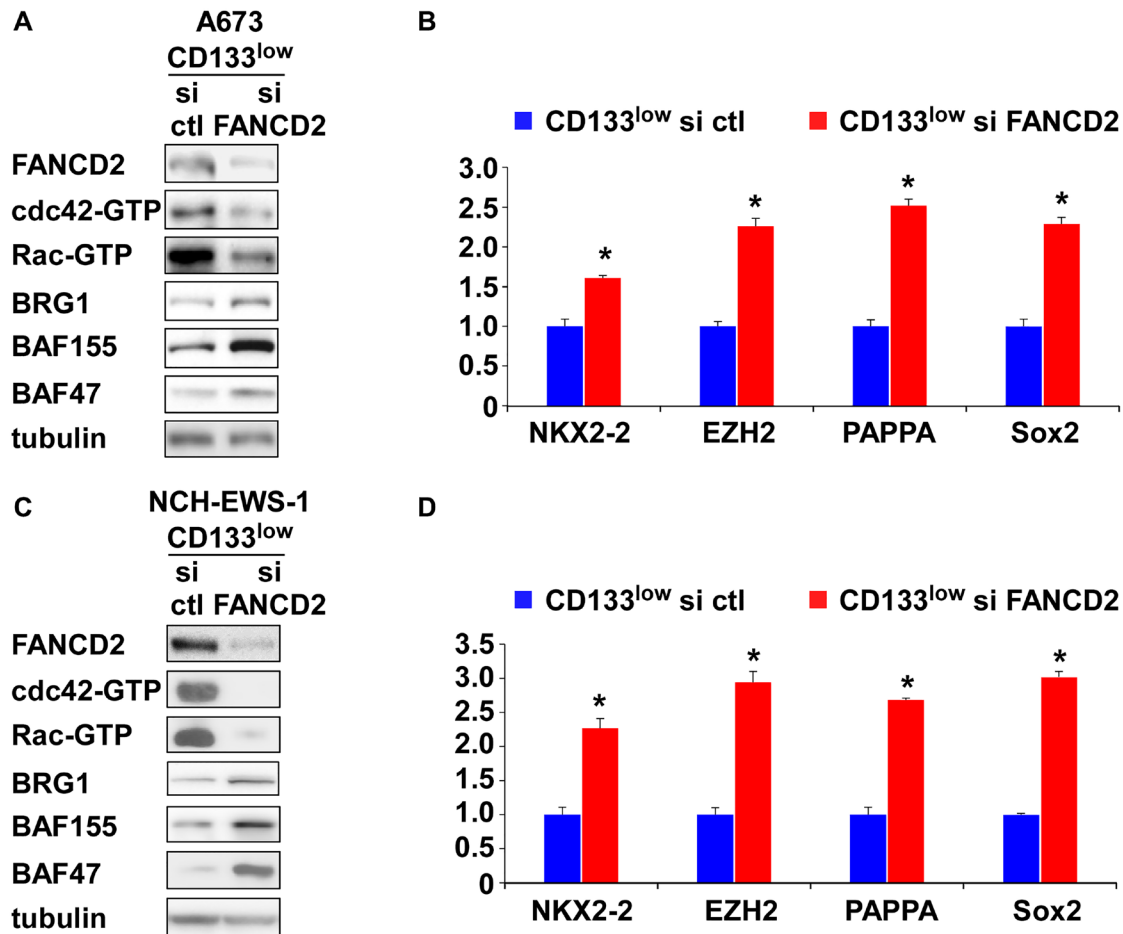 A
A673
CD133low
si si
ctl FANCD2
FANCD2
cdc42-GTP
Rac-GTP
BRG1
BAF155
BAF47
tubulin
B
CD133low si ctl CD133low si FANCD2
3.0
2.5
2.0
1.5
1.0
0.5
0
* * * *
NKX2-2 EZH2 PAPPA Sox2
C
NCH-EWS-1
CD133low
si si
ctl FANCD2
FANCD2
cdc42-GTP
Rac-GTP
BRG1
BAF155
BAF47
tubulin
D
CD133low si ctl CD133low si FANCD2
3.5
3.0
2.5
2.0
1.5
1.0
0.5
0
* * * *
NKX2-2 EZH2 PAPPA Sox2